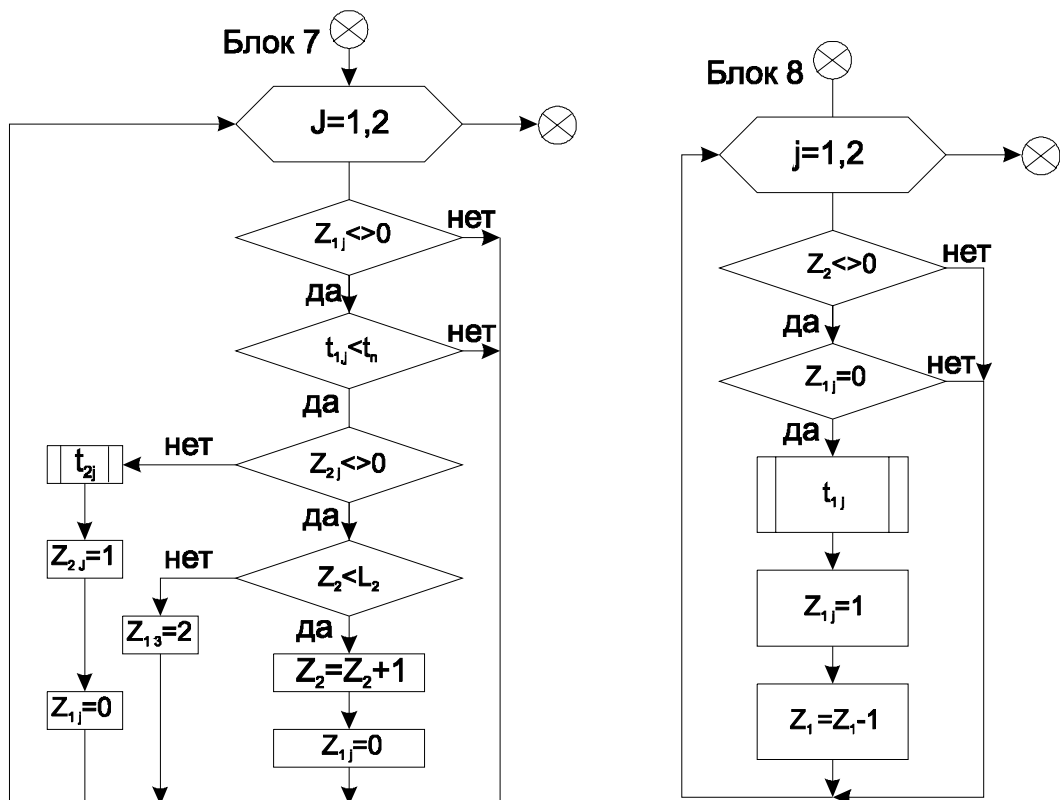 Блок 7
J=1,2
Z₁ⱼ<>0
нет
да
t₁,ⱼ<tₙ
нет
да
Z₂ⱼ<>0
нет
t₂ⱼ
да
Z₂,J=1
Z₂<L₂
нет
Z₁₃=2
да
Z₂=Z₂+1
Z₁ⱼ=0
Z₁ⱼ=0
Блок 8
j=1,2
Z₂<>0
нет
да
Z₁ⱼ=0
нет
да
t₁ⱼ
Z₁ⱼ=1
Z₁=Z₁-1